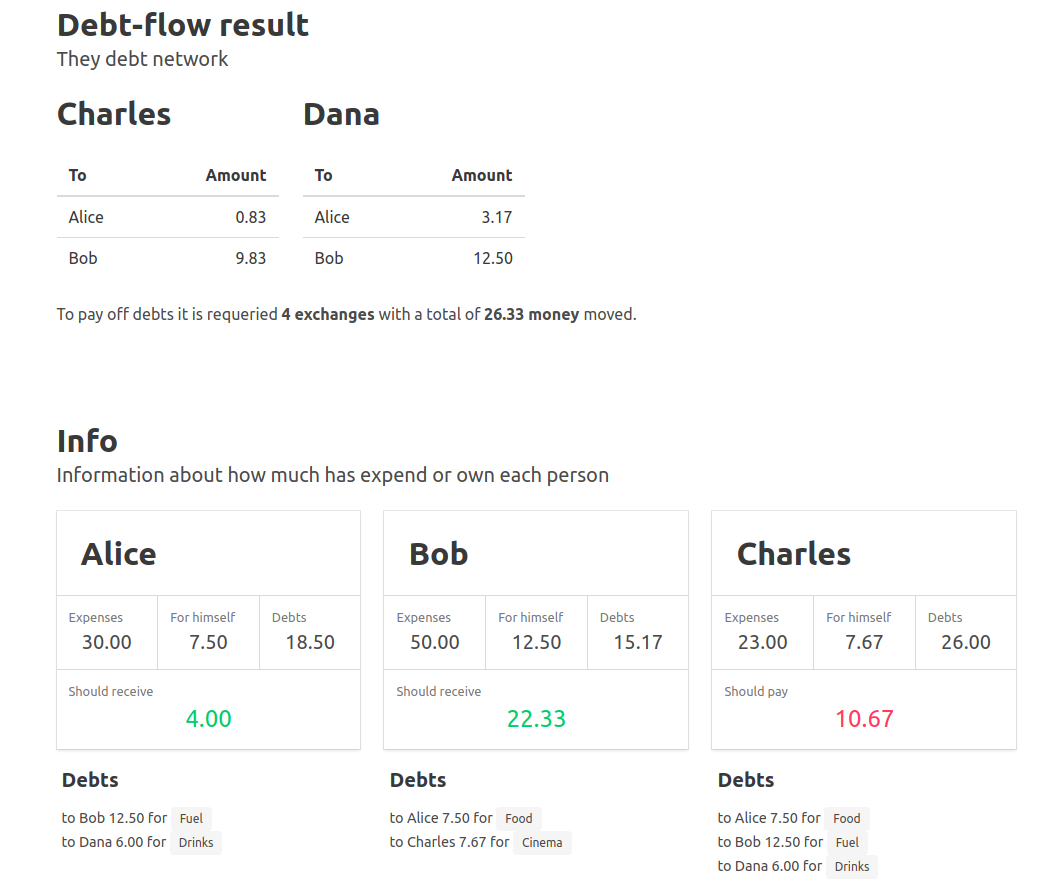 Debt-flow result
They debt network
Charles
Dana
To Amount
To Amount
Alice 0.83
Alice 3.17
Bob 9.83
Bob 12.50
To pay off debts it is requeried 4 exchanges with a total of 26.33 money moved.
Info
Information about how much has expend or own each person
Alice
Bob
Charles
Expenses For himself Debts
30.00 7.50 18.50
Expenses For himself Debts
50.00 12.50 15.17
Expenses For himself Debts
23.00 7.67 26.00
Should receive
4.00
Should receive
22.33
Should pay
10.67
Debts
to Bob 12.50 for Fuel
to Dana 6.00 for Drinks
Debts
to Alice 7.50 for Food
to Charles 7.67 for Cinema
Debts
to Alice 7.50 for Food
to Bob 12.50 for Fuel
to Dana 6.00 for Drinks